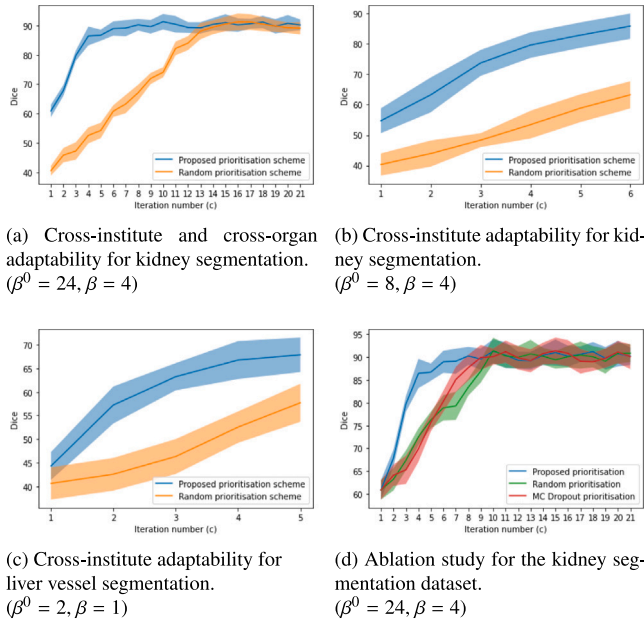 90
80
70
60
50
40
Dice
Proposed prioritisation scheme
Random prioritisation scheme
1 2 3 4 5 6 7 8 9 10 11 12 13 14 15 16 17 18 19 20 21
Iteration number (c)
(a) Cross-institute and cross-organ
adaptability for kidney segmentation.
(β⁰ = 24, β = 4)
90
80
70
60
50
40
Dice
Proposed prioritisation scheme
Random prioritisation scheme
1 2 3 4 5 6
Iteration number (c)
(b) Cross-institute adaptability for kid-
ney segmentation.
(β⁰ = 8, β = 4)
70
65
60
55
50
45
40
Dice
Proposed prioritisation scheme
Random prioritisation scheme
1 2 3 4 5
Iteration number (c)
(c) Cross-institute adaptability for
liver vessel segmentation.
(β⁰ = 2, β = 1)
95
90
85
80
75
70
65
60
Dice
Proposed prioritisation
Random prioritisation
MC Dropout prioritisation
1 2 3 4 5 6 7 8 9 10 11 12 13 14 15 16 17 18 19 20 21
Iteration number (c)
(d) Ablation study for the kidney seg-
mentation dataset.
(β⁰ = 24, β = 4)